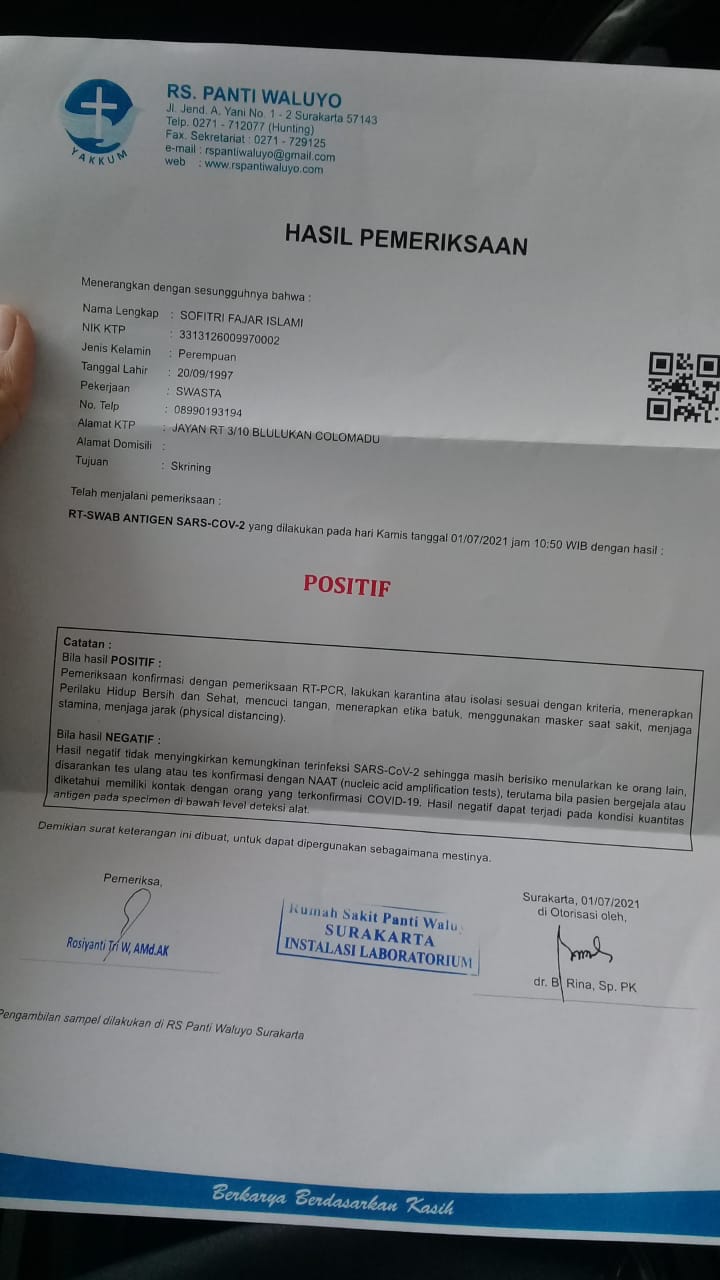 YAKKUM
RS. PANTI WALUYO
Jl. Jend. A. Yani No. 1 - 2 Surakarta 57143
Telp. 0271 - 712077 (Hunting)
Fax. Sekretariat : 0271 - 729125
e-mail : rspantiwaluyo@gmail.com
web : www.rspantiwaluyo.com
HASIL PEMERIKSAAN
Menerangkan dengan sesungguhnya bahwa :
Nama Lengkap : SOFITRI FAJAR ISLAMI
NIK KTP : 3313126009970002
Jenis Kelamin : Perempuan
Tanggal Lahir : 20/09/1997
Pekerjaan : SWASTA
No. Telp : 08990193194
Alamat KTP : JAYAN RT 3/10 BLULUKAN COLOMADU
Alamat Domisili :
Tujuan : Skrining
Telah menjalani pemeriksaan :
RT-SWAB ANTIGEN SARS-COV-2 yang dilakukan pada hari Kamis tanggal 01/07/2021 jam 10:50 WIB dengan hasil :
POSITIF
Catatan :
Bila hasil POSITIF :
Pemeriksaan konfirmasi dengan pemeriksaan RT-PCR, lakukan karantina atau isolasi sesuai dengan kriteria, menerapkan
Perilaku Hidup Bersih dan Sehat, mencuci tangan, menerapkan etika batuk, menggunakan masker saat sakit, menjaga
stamina, menjaga jarak (physical distancing).
Bila hasil NEGATIF :
Hasil negatif tidak menyingkirkan kemungkinan terinfeksi SARS-CoV-2 sehingga masih berisiko menularkan ke orang lain,
disarankan tes ulang atau tes konfirmasi dengan NAAT (nucleic acid amplification tests), terutama bila pasien bergejala atau
diketahui memiliki kontak dengan orang yang terkonfirmasi COVID-19. Hasil negatif dapat terjadi pada kondisi kuantitas
antigen pada specimen di bawah level deteksi alat.
Demikian surat keterangan ini dibuat, untuk dapat dipergunakan sebagaimana mestinya.
Pemeriksa,
Rosiyanti Tri W, AMd.AK
Rumah Sakit Panti Walu
SURAKARTA
INSTALASI LABORATORIUM
Surakarta, 01/07/2021
di Otorisasi oleh,
dr. B. Rina, Sp. PK
Pengambilan sampel dilakukan di RS Panti Waluyo Surakarta
Berkarya Berdasarkan Kasih